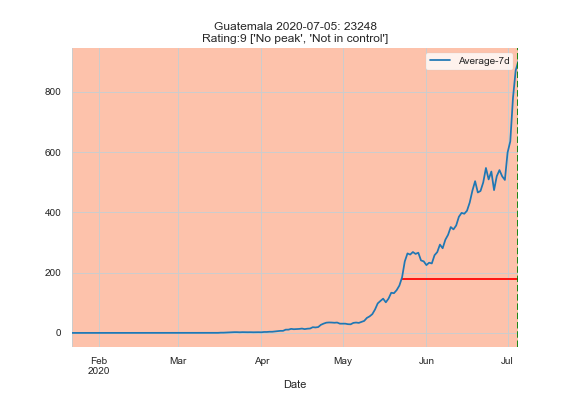 Guatemala 2020-07-05: 23248
Rating:9 ['No peak', 'Not in control']
Average-7d
800
600
400
200
0
Feb Mar Apr May Jun Jul
2020
Date